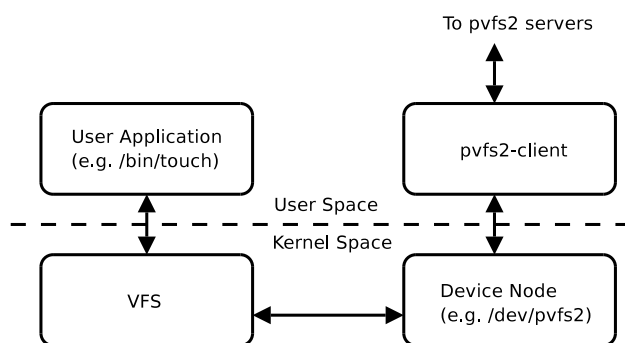 To pvfs2 servers
User Application
(e.g. /bin/touch)
pvfs2-client
User Space
Kernel Space
VFS
Device Node
(e.g. /dev/pvfs2)